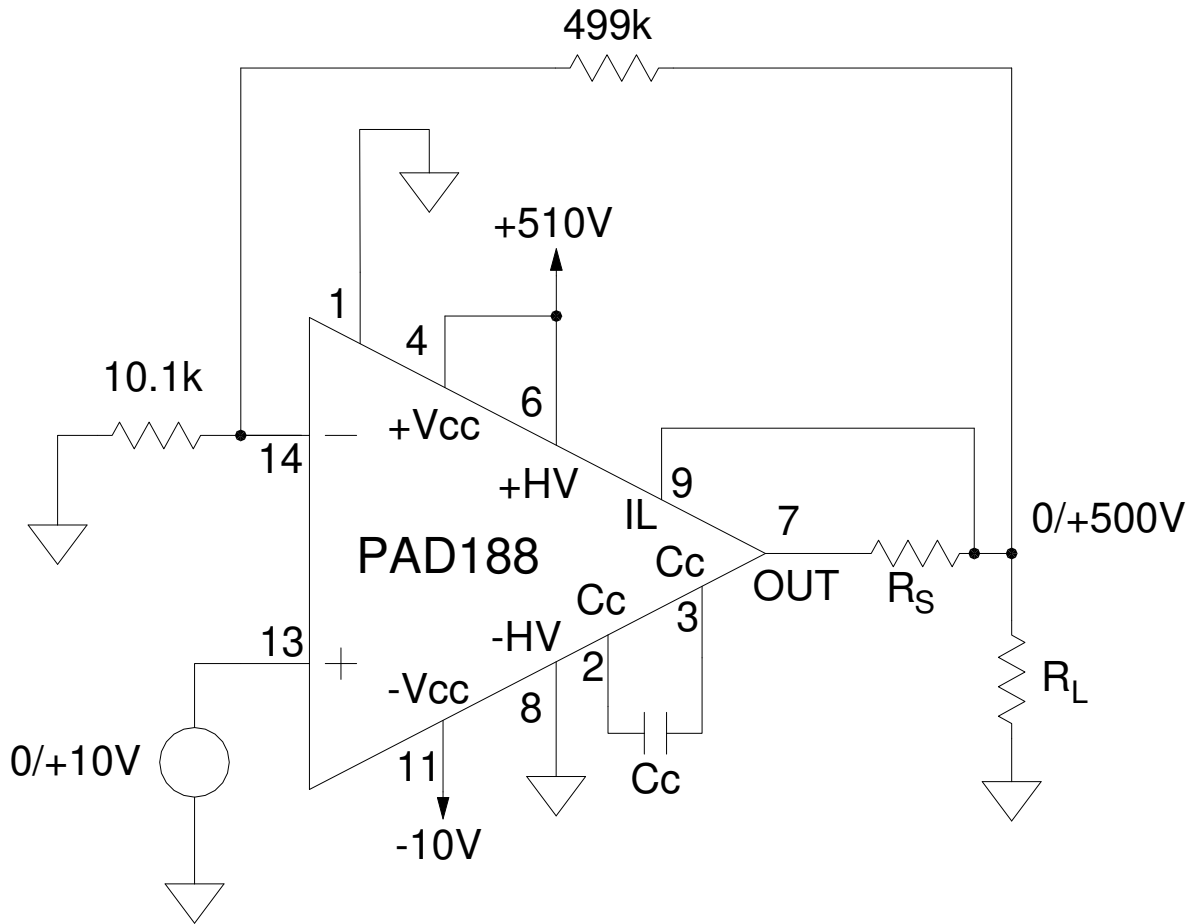 499k
+510V
1
4
10.1k
6
+Vcc
14
9
+HV
IL
7
0/+500V
PAD188
Cc
OUT
RS
Cc
3
13
-HV
2
-Vcc
RL
8
0/+10V
11
Cc
-10V